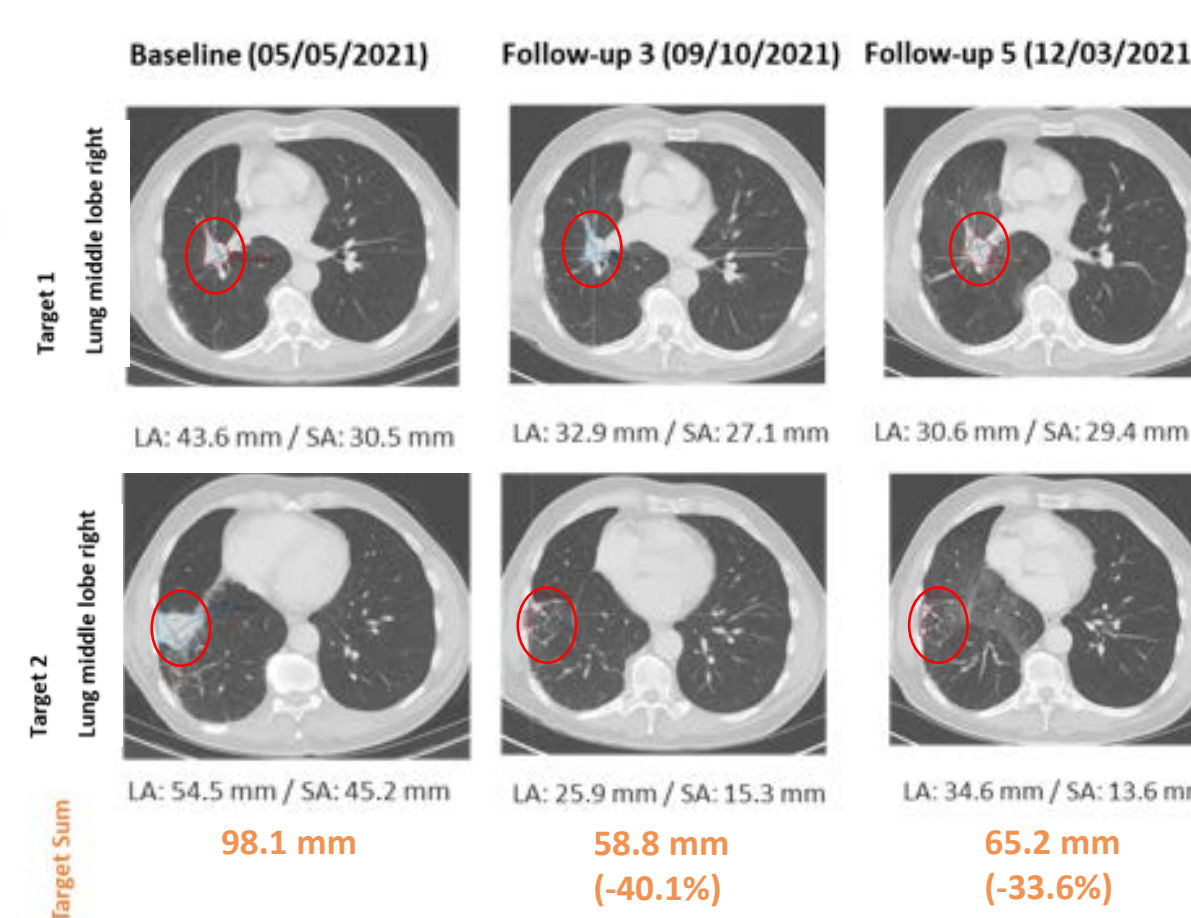 Baseline (05/05/2021)
Follow-up 3 (09/10/2021)
Follow-up 5 (12/03/2021
Target 1
Lung middle lobe right
LA: 43.6 mm / SA: 30.5 mm
LA: 32.9 mm / SA: 27.1 mm
LA: 30.6 mm / SA: 29.4 mm
Target 2
Lung middle lobe right
LA: 54.5 mm / SA: 45.2 mm
LA: 25.9 mm / SA: 15.3 mm
LA: 34.6 mm / SA: 13.6 m
Target Sum
98.1 mm
58.8 mm
(-40.1%)
65.2 mm
(-33.6%)